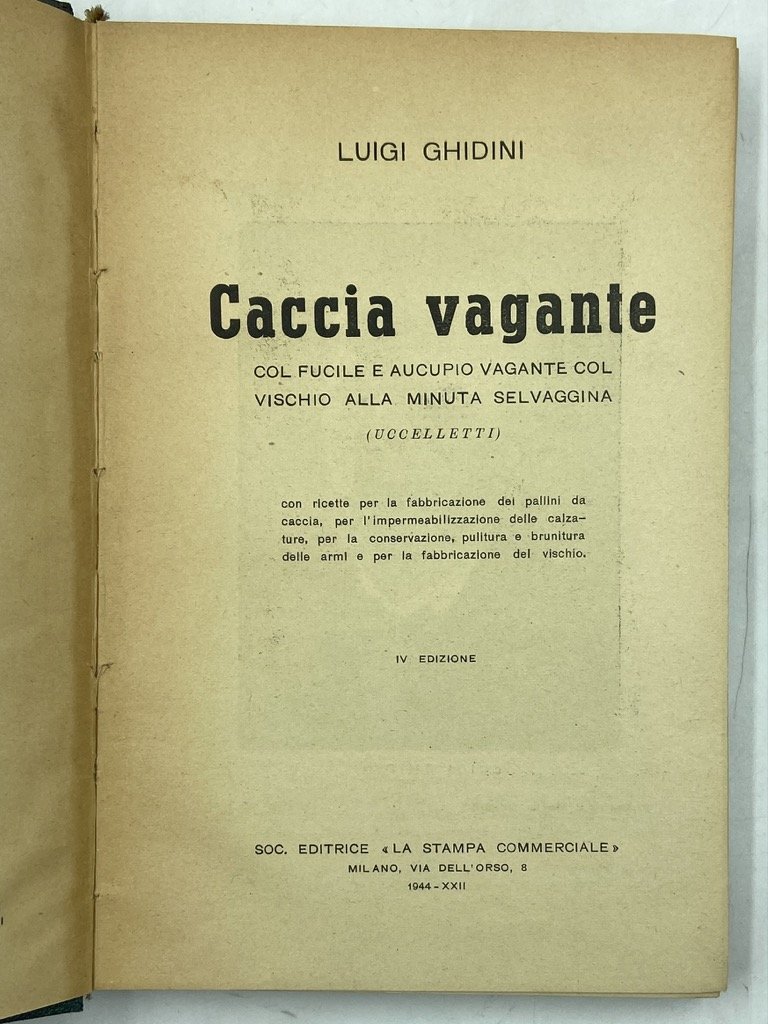 LUIGI GHIDINI
Caccia vagante
COL FUCILE E AUCUPIO VAGANTE COL
VISCHIO ALLA MINUTA SELVAGGINA
(UCCELLETTI)
con ricette per la fabbricazione dei pallini da
caccia, per l'impermeabilizzazione delle calza-
ture, per la conservazione, pulitura e brunitura
delle armi e per la fabbricazione del vischio.
IV EDIZIONE
SOC. EDITRICE «LA STAMPA COMMERCIALE»
MILANO, VIA DELL'ORSO, 8
1944-XXII